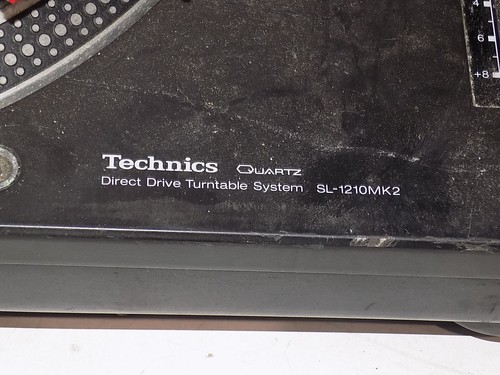 Technics QUARTZ
Direct Drive Turntable System SL-1210MK2
4
6
+8